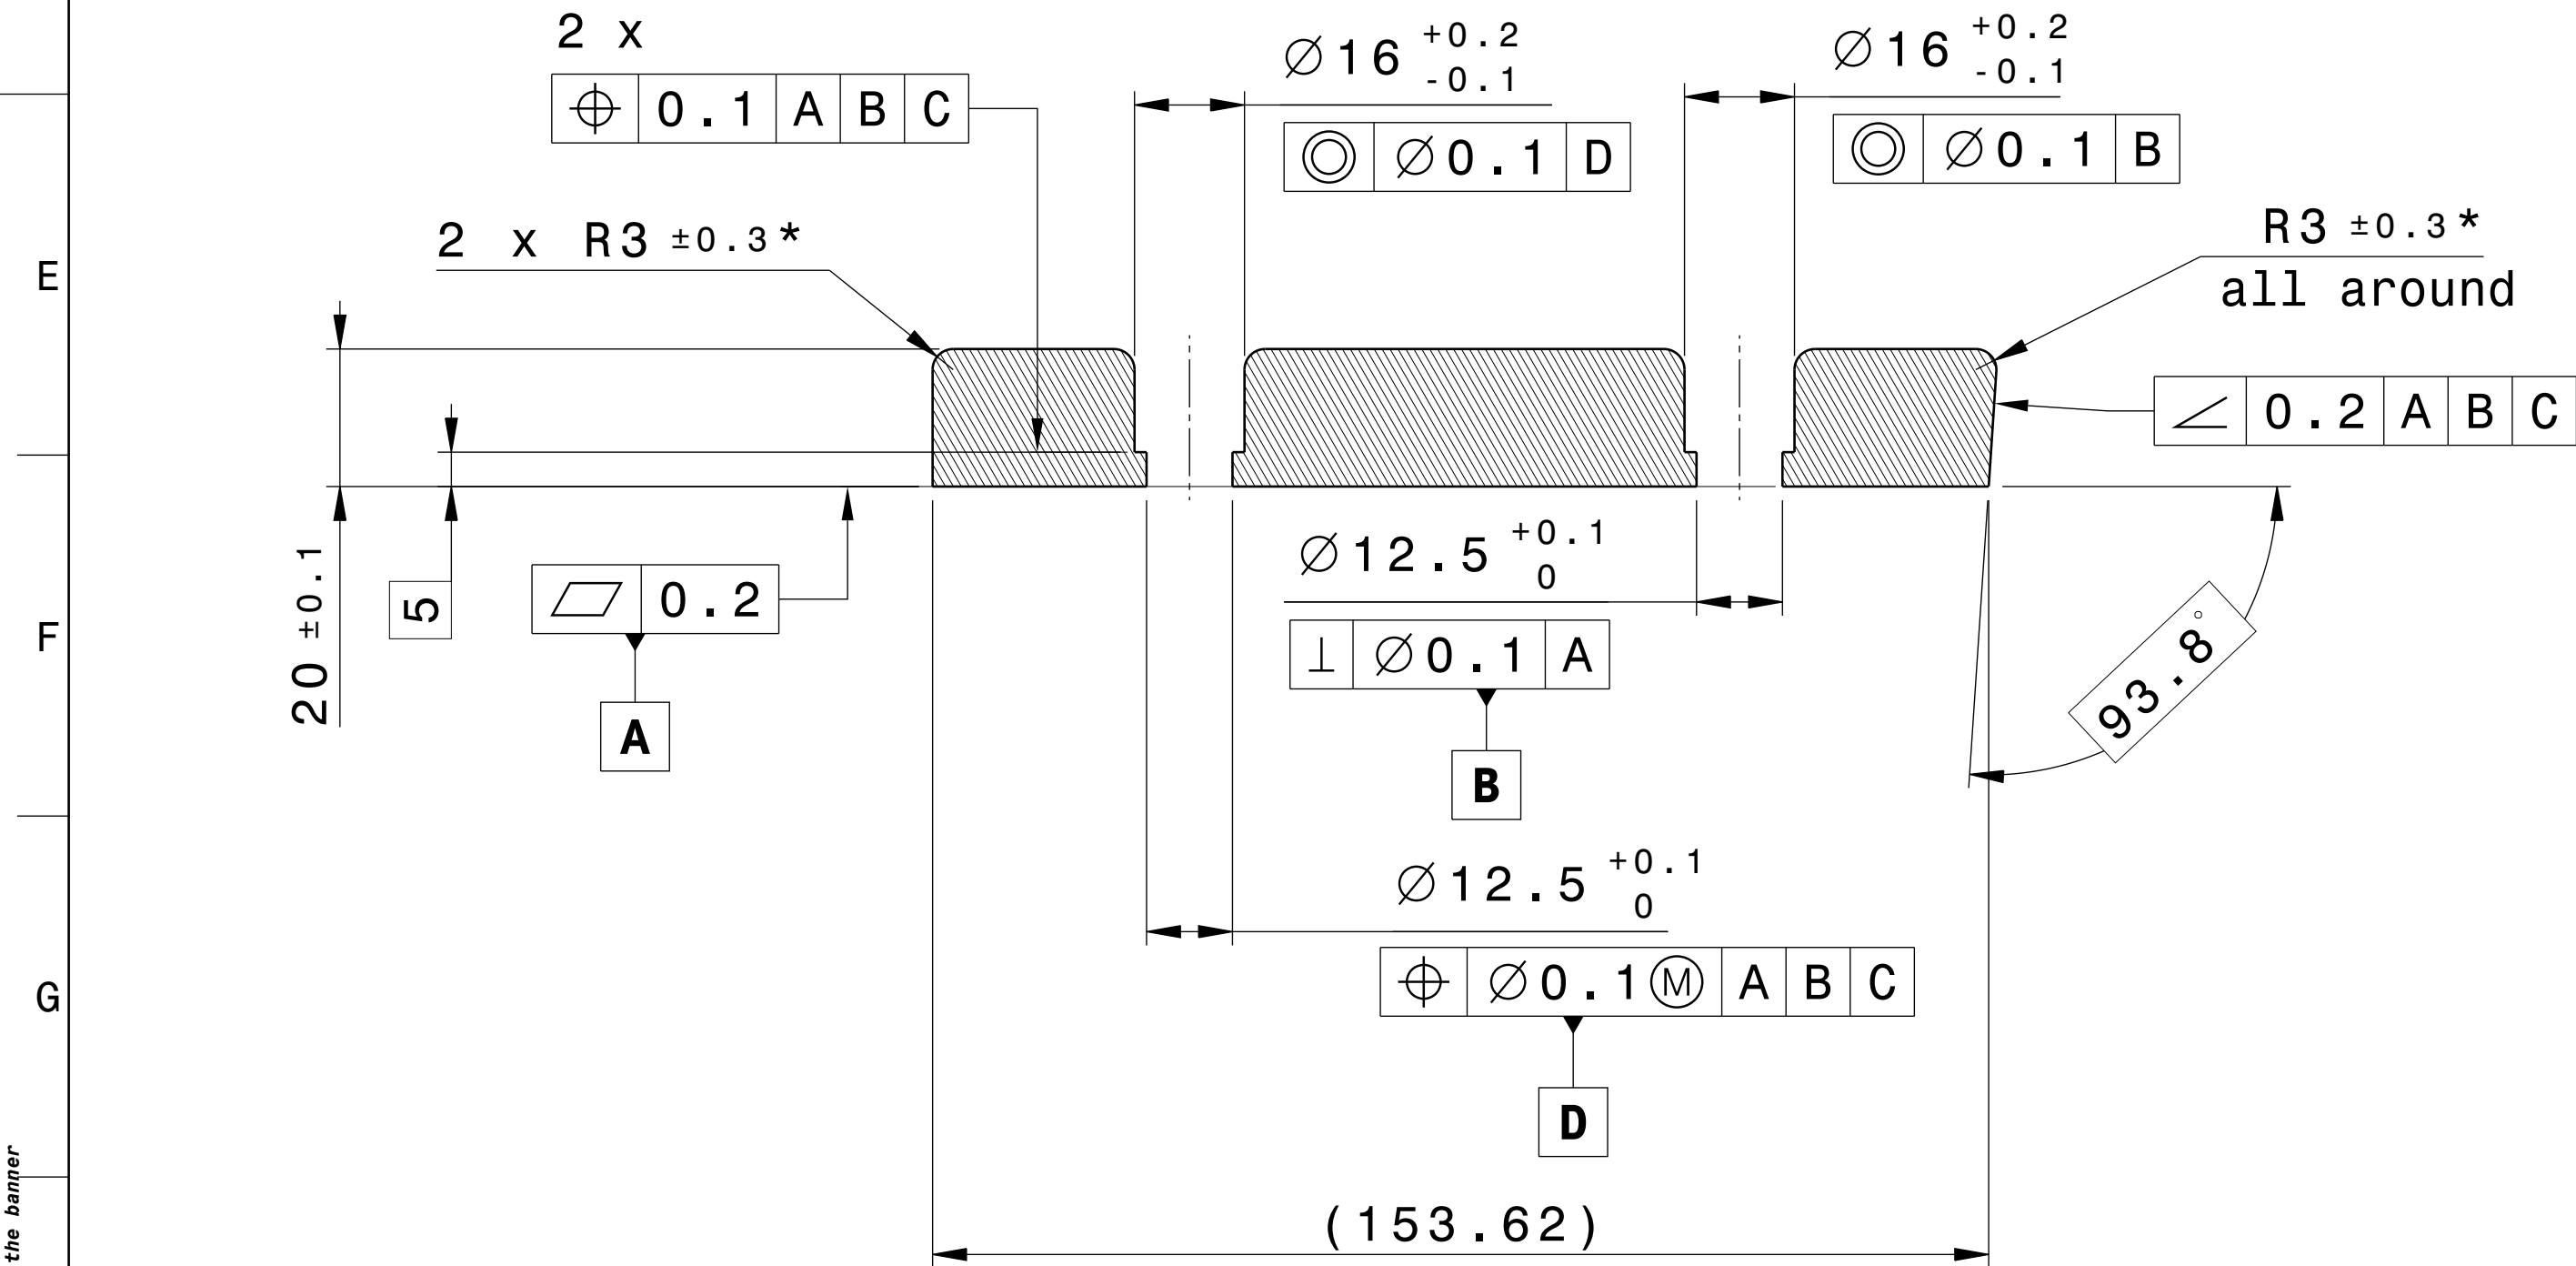 2 x
⌖ 0.1 A B C
∅16 +0.2
-0.1
◎ ∅0.1 D
∅16 +0.2
-0.1
◎ ∅0.1 B
2 x R3 ±0.3*
R3 ±0.3*
all around
E
∠ 0.2 A B C
20 ±0.1
5
⏥ 0.2
A
∅12.5 +0.1
0
⊥ ∅0.1 A
B
93.8°
F
∅12.5 +0.1
0
⌖ ∅0.1Ⓜ A B C
D
G
(153.62)
the banner